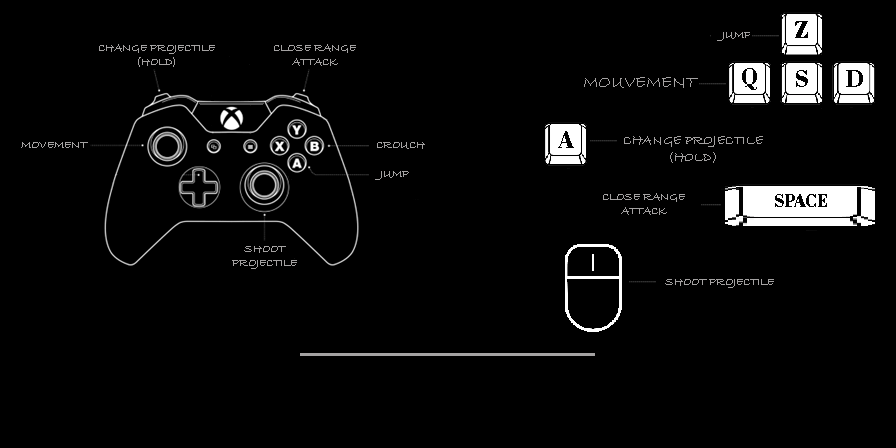 CHANGE PROJECTILE
(HOLD)
CLOSE RANGE
ATTACK
MOVEMENT
Y
X
B
A
CROUCH
JUMP
SHOOT
PROJECTILE
JUMP
Z
MOUVEMENT
Q
S
D
A
CHANGE PROJECTILE
(HOLD)
CLOSE RANGE
ATTACK
SPACE
SHOOT PROJECTILE